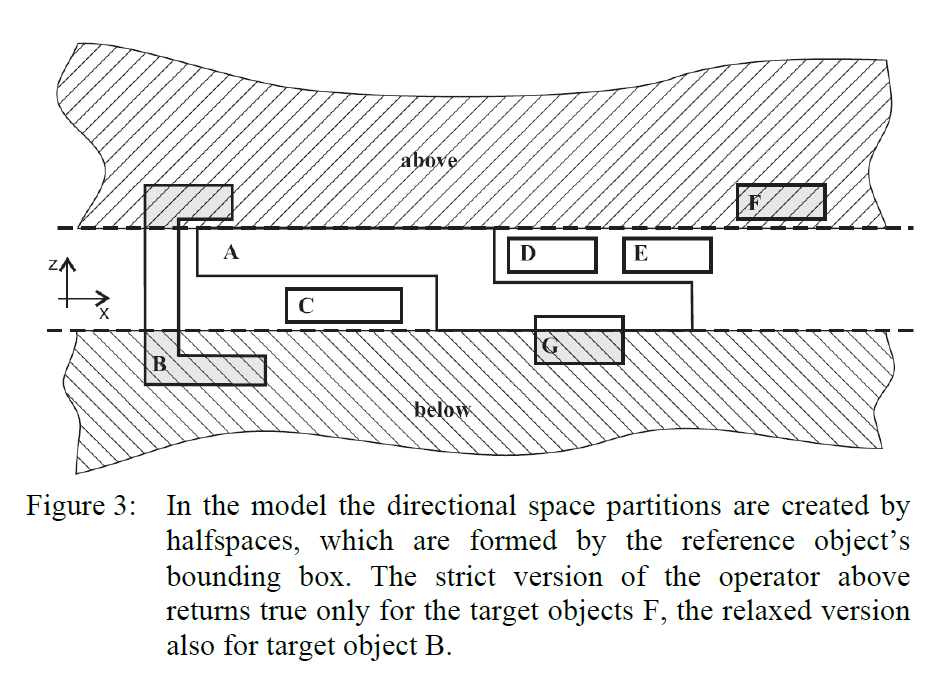 above
F
A
D
E
z
x
C
G
B
below
Figure 3: In the model the directional space partitions are created by
halfspaces, which are formed by the reference object's
bounding box. The strict version of the operator above
returns true only for the target objects F, the relaxed version
also for target object B.